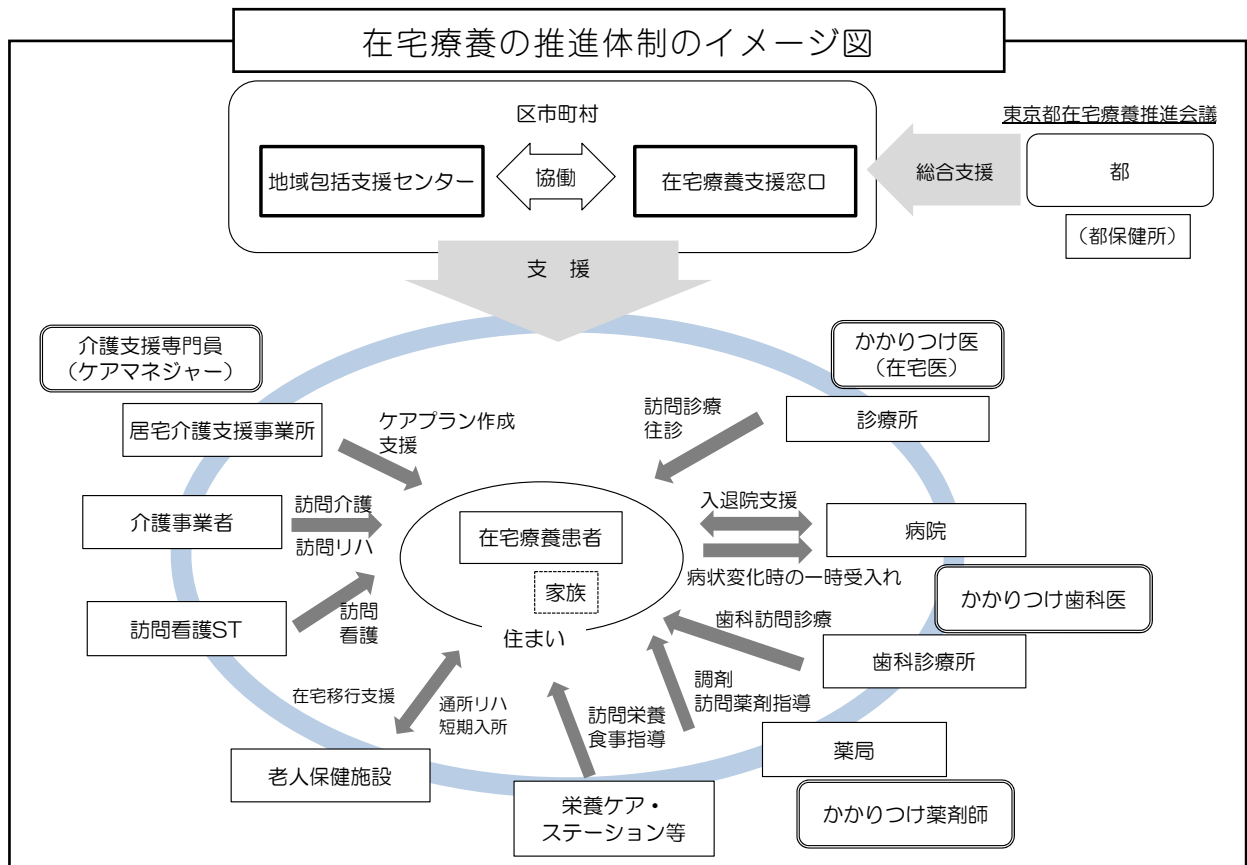 在宅療養の推進体制のイメージ図
区市町村
東京都在宅療養推進会議
地域包括支援センター
協働
在宅療養支援窓口
総合支援
都
（都保健所）
支 援
介護支援専門員
（ケアマネジャー）
かかりつけ医
（在宅医）
居宅介護支援事業所
ケアプラン作成
支援
訪問診療
往診
診療所
介護事業者
訪問介護
訪問リハ
在宅療養患者
家族
住まい
入退院支援
病状変化時の一時受入れ
病院
かかりつけ歯科医
訪問看護ST
訪問
看護
歯科訪問診療
歯科診療所
在宅移行支援
通所リハ
短期入所
訪問栄養
食事指導
調剤
訪問薬剤指導
薬局
老人保健施設
栄養ケア・
ステーション等
かかりつけ薬剤師